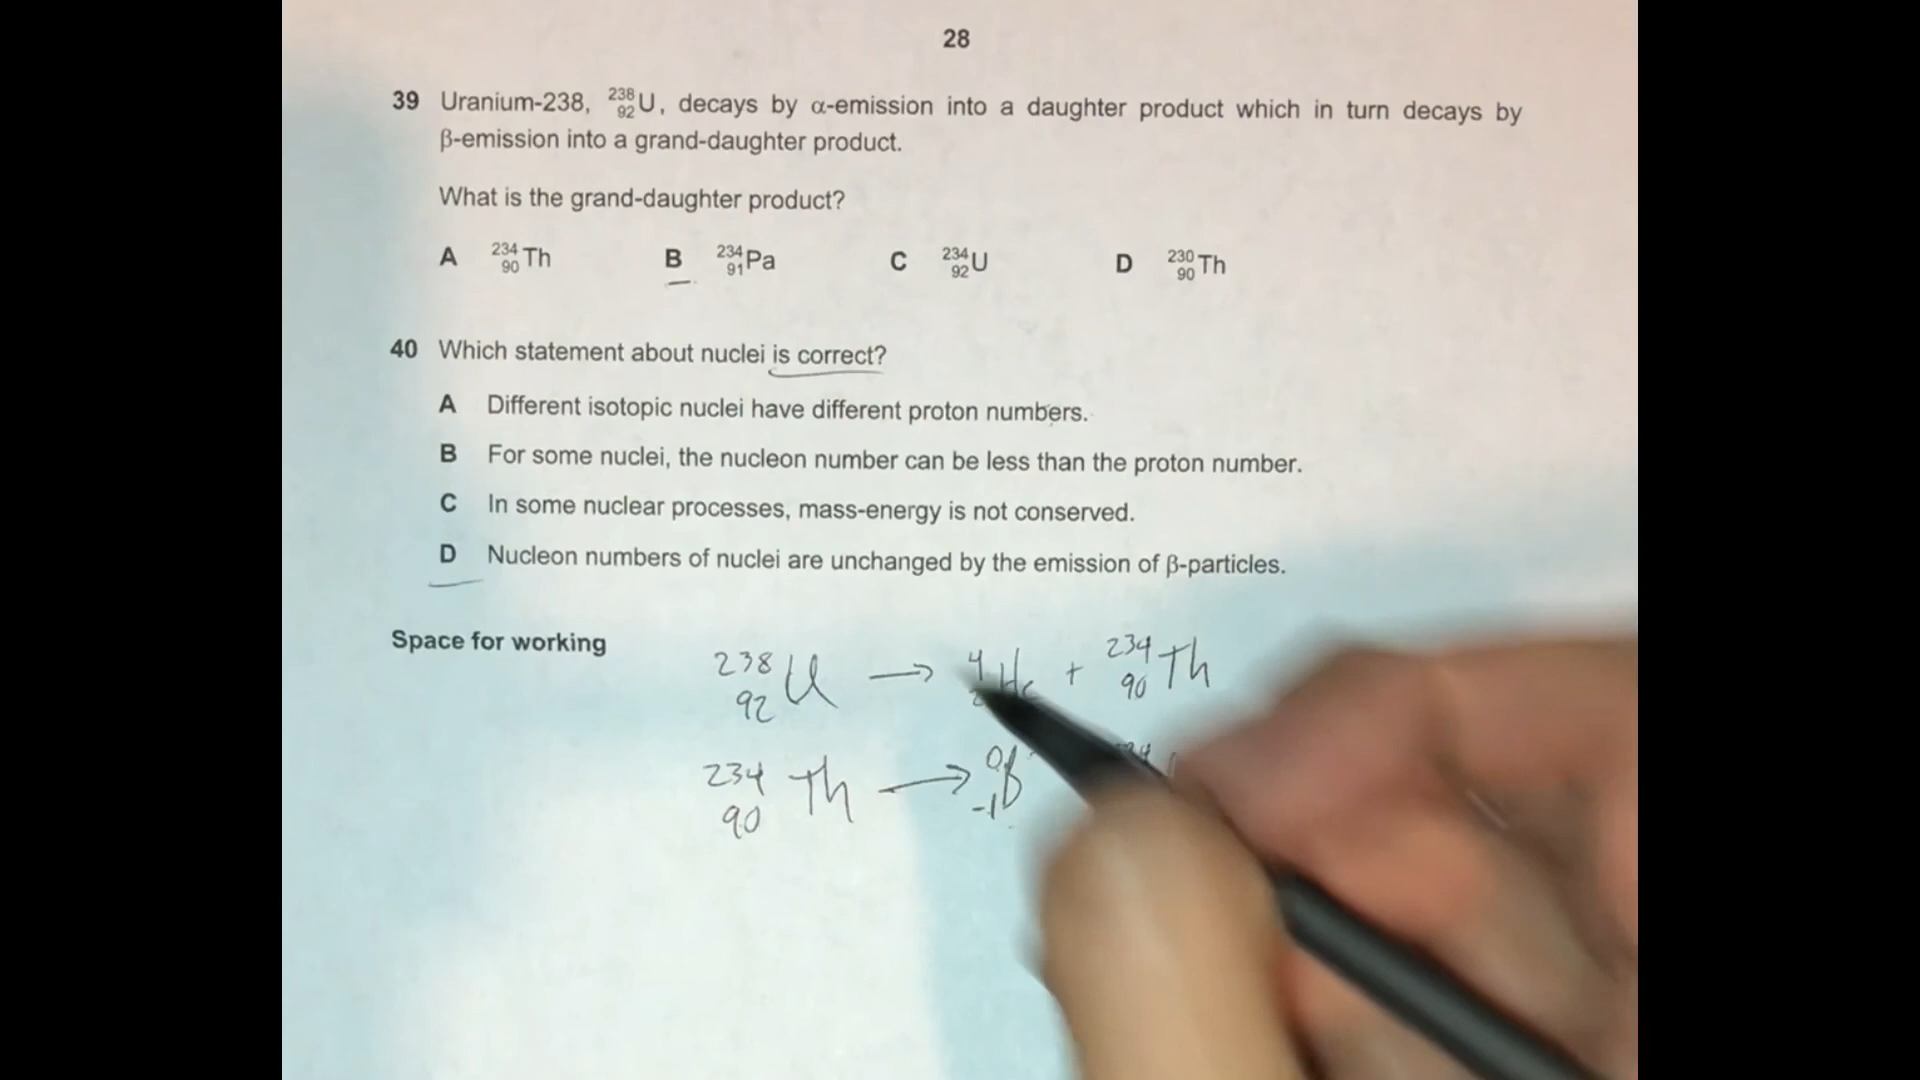 28
39 Uranium-238, ²³⁸₉₂U, decays by α-emission into a daughter product which in turn decays by
β-emission into a grand-daughter product.
What is the grand-daughter product?
A ²³⁴₉₀Th B ²³⁴₉₁Pa C ²³⁴₉₂U D ²³⁰₉₀Th
40 Which statement about nuclei is correct?
A Different isotopic nuclei have different proton numbers.
B For some nuclei, the nucleon number can be less than the proton number.
C In some nuclear processes, mass-energy is not conserved.
D Nucleon numbers of nuclei are unchanged by the emission of β-particles.
Space for working
²³⁸₉₂U → ⁴He + ²³⁴₉₀Th
²³⁴₉₀Th → ⁰₋₁β